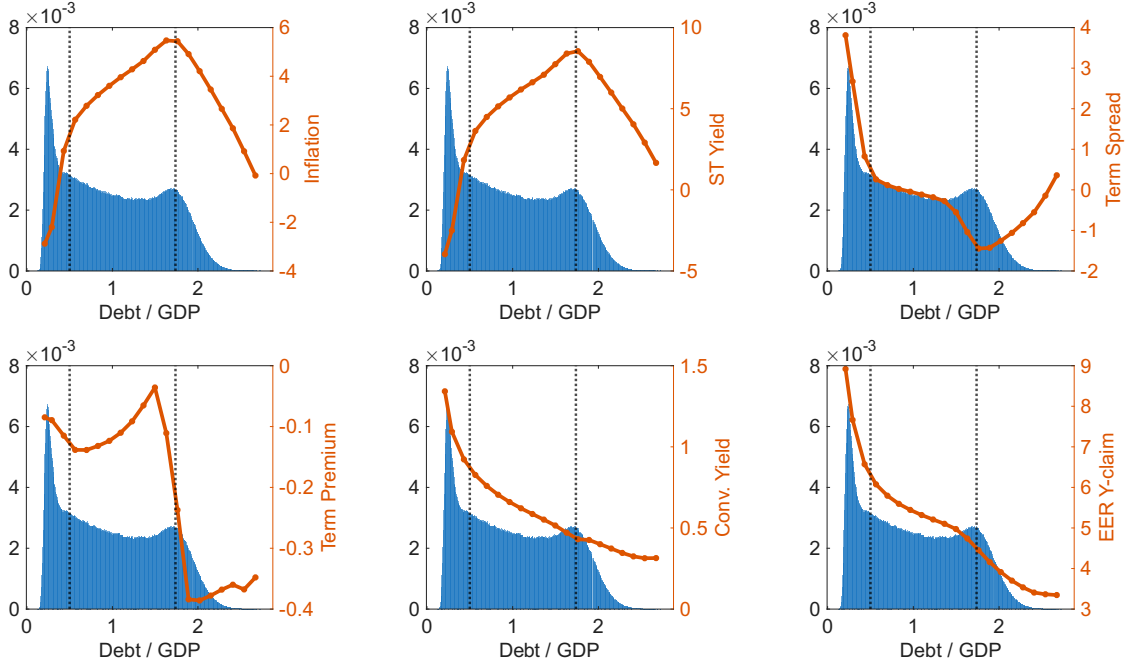 8 ×10⁻³ 6
6 4
4 2
2 0
0 -2
-4
Inflation
0 1 2
Debt / GDP
8 ×10⁻³ 10
6 5
4 0
2 -5
0
ST Yield
0 1 2
Debt / GDP
8 ×10⁻³ 4
6 3
4 2
2 1
0 0
-1
-2
Term Spread
0 1 2
Debt / GDP
8 ×10⁻³ 0
6 -0.1
4 -0.2
2 -0.3
0 -0.4
Term Premium
0 1 2
Debt / GDP
8 ×10⁻³ 1.5
6 1
4 0.5
2 0
0
Conv. Yield
0 1 2
Debt / GDP
8 ×10⁻³ 9
6 8
4 7
2 6
0 5
4
3
EER Y-claim
0 1 2
Debt / GDP